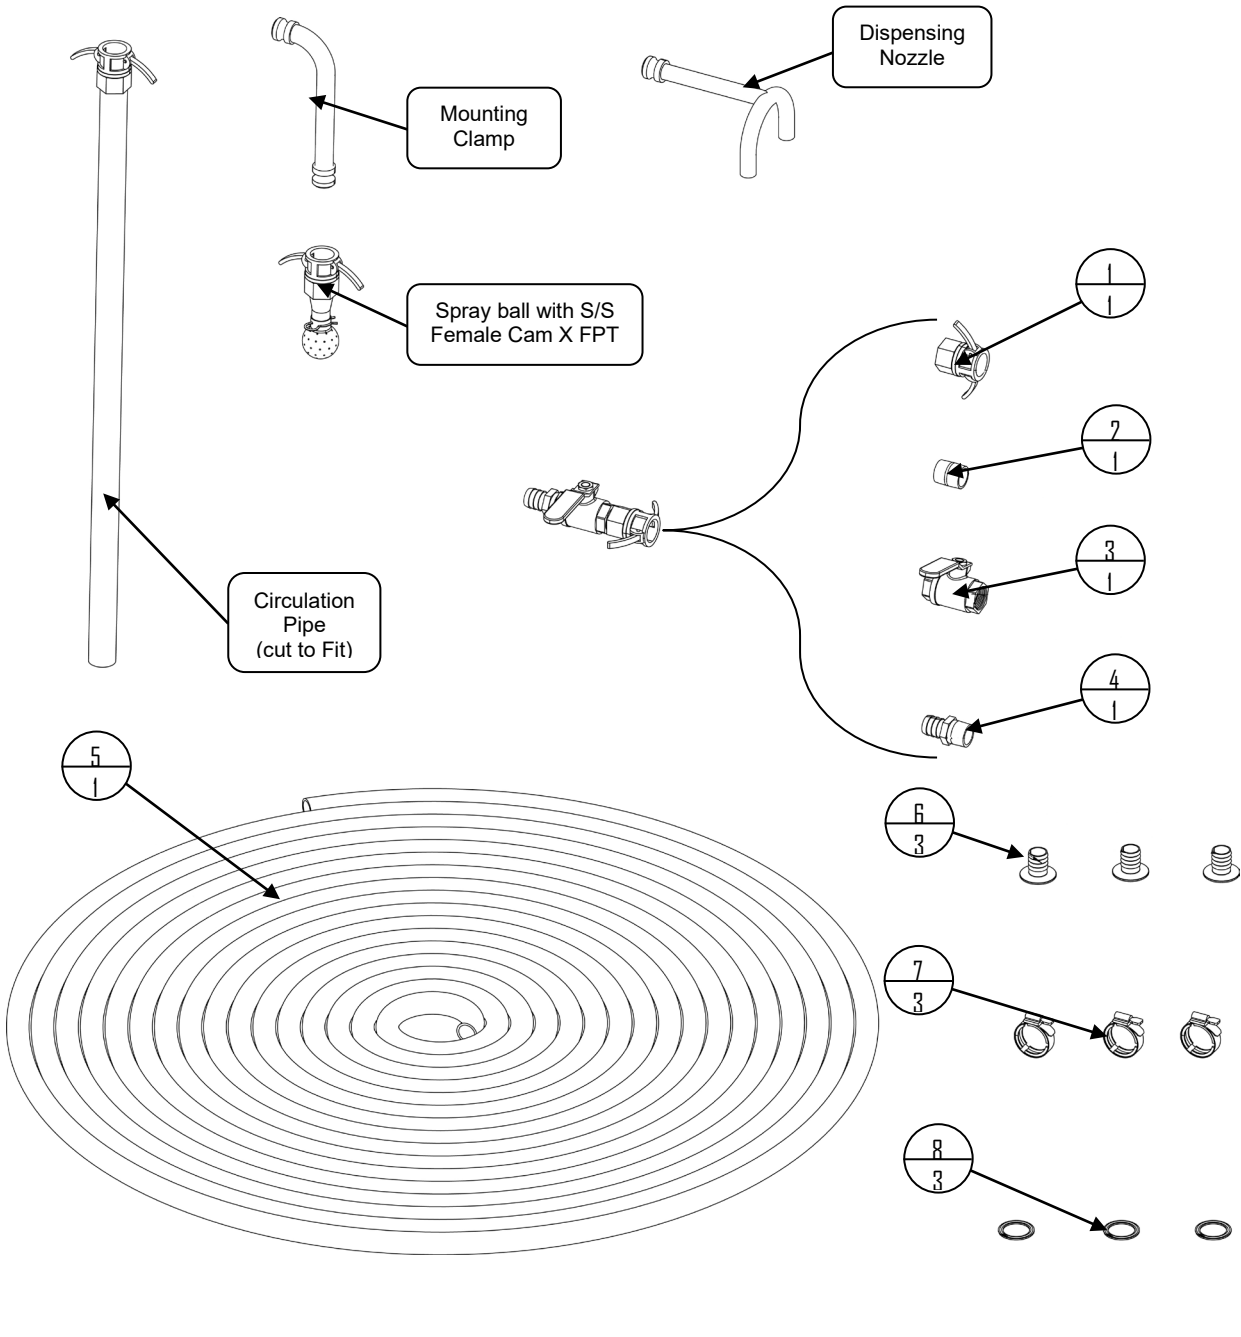 Dispensing
Nozzle
Mounting
Clamp
Spray ball with S/S
Female Cam X FPT
1
1
2
1
3
1
Circulation
Pipe
(cut to Fit)
4
1
5
1
6
3
7
3
8
3